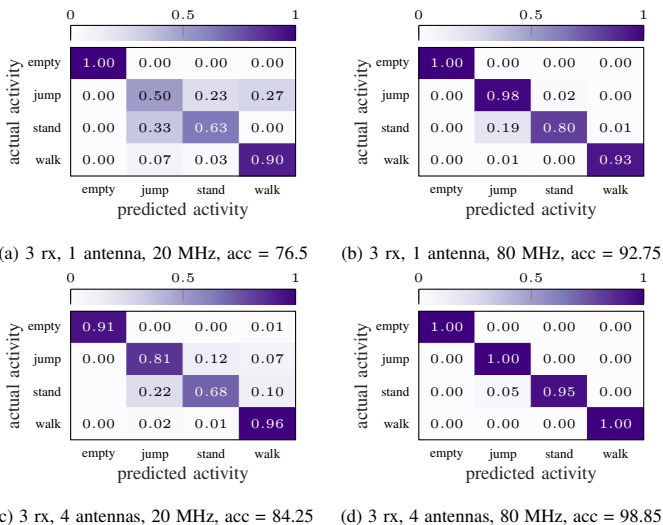 0 0.5 1
0 0.5 1
actual activity
empty 1.00 0.00 0.00 0.00
jump 0.00 0.50 0.23 0.27
stand 0.00 0.33 0.63 0.00
walk 0.00 0.07 0.03 0.90
empty jump stand walk
predicted activity
actual activity
empty 1.00 0.00 0.00 0.00
jump 0.00 0.98 0.02 0.00
stand 0.00 0.19 0.80 0.01
walk 0.00 0.01 0.00 0.93
empty jump stand walk
predicted activity
(a) 3 rx, 1 antenna, 20 MHz, acc = 76.5
(b) 3 rx, 1 antenna, 80 MHz, acc = 92.75
0 0.5 1
0 0.5 1
actual activity
empty 0.91 0.00 0.00 0.01
jump 0.00 0.81 0.12 0.07
stand 0.22 0.68 0.10
walk 0.00 0.02 0.01 0.96
empty jump stand walk
predicted activity
actual activity
empty 1.00 0.00 0.00 0.00
jump 0.00 1.00 0.00 0.00
stand 0.00 0.05 0.95 0.00
walk 0.00 0.00 0.00 1.00
empty jump stand walk
predicted activity
c) 3 rx, 4 antennas, 20 MHz, acc = 84.25
(d) 3 rx, 4 antennas, 80 MHz, acc = 98.85